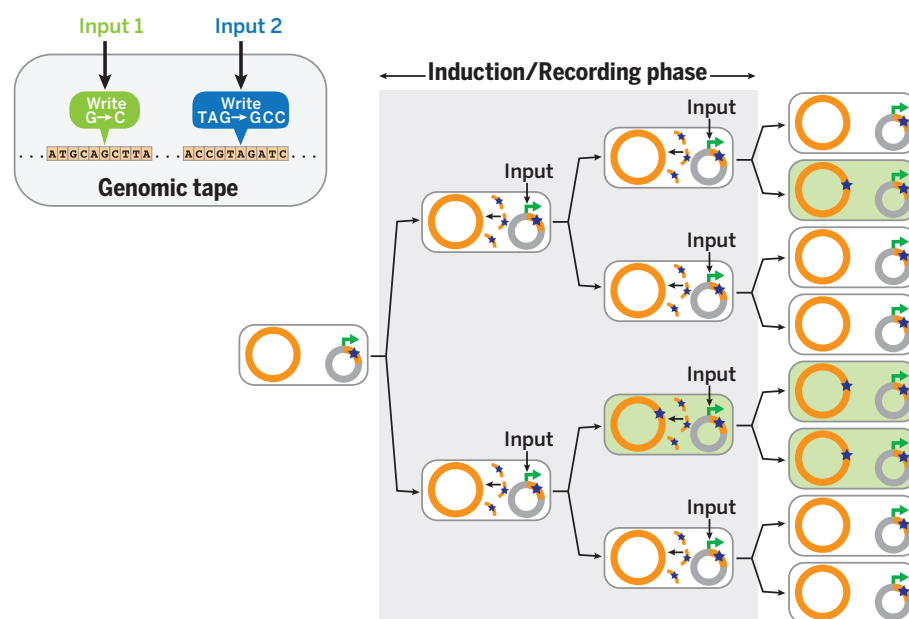 Input 1 Input 2
Write
G→C
Write
TAG→GCC
...ATGCAGCTTA...ACCGTAGATC...
Genomic tape
Induction/Recording phase
Input
Input
Input
Input
Input
Input